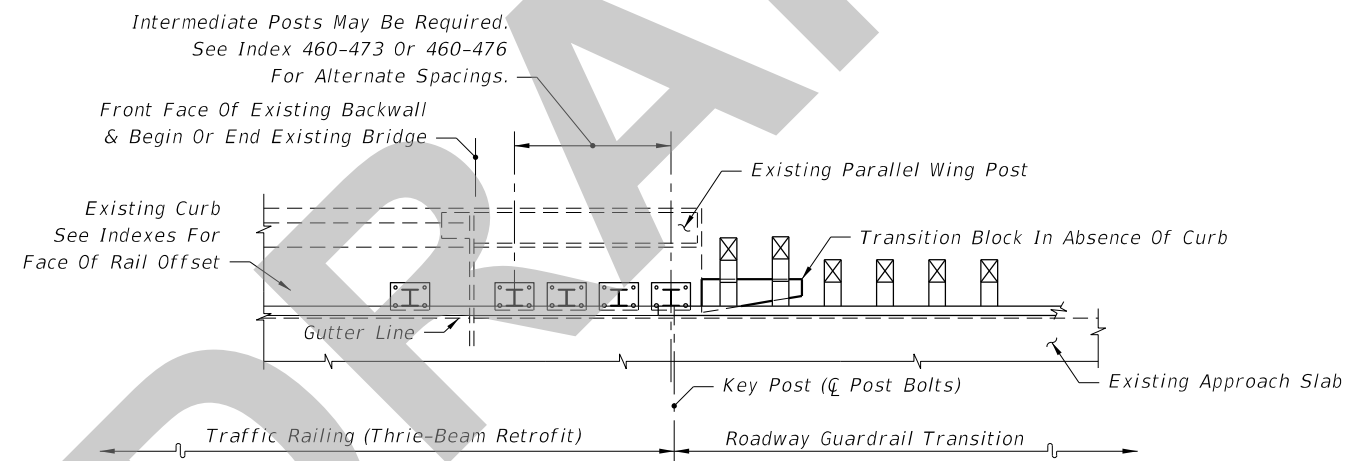 Intermediate Posts May Be Required.
See Index 460-473 Or 460-476
For Alternate Spacings.
Front Face Of Existing Backwall
& Begin Or End Existing Bridge
Existing Parallel Wing Post
Existing Curb
See Indexes For
Face Of Rail Offset
Transition Block In Absence Of Curb
Gutter Line
Key Post (℄ Post Bolts)
Existing Approach Slab
Traffic Railing (Thrie-Beam Retrofit)
Roadway Guardrail Transition
DRA